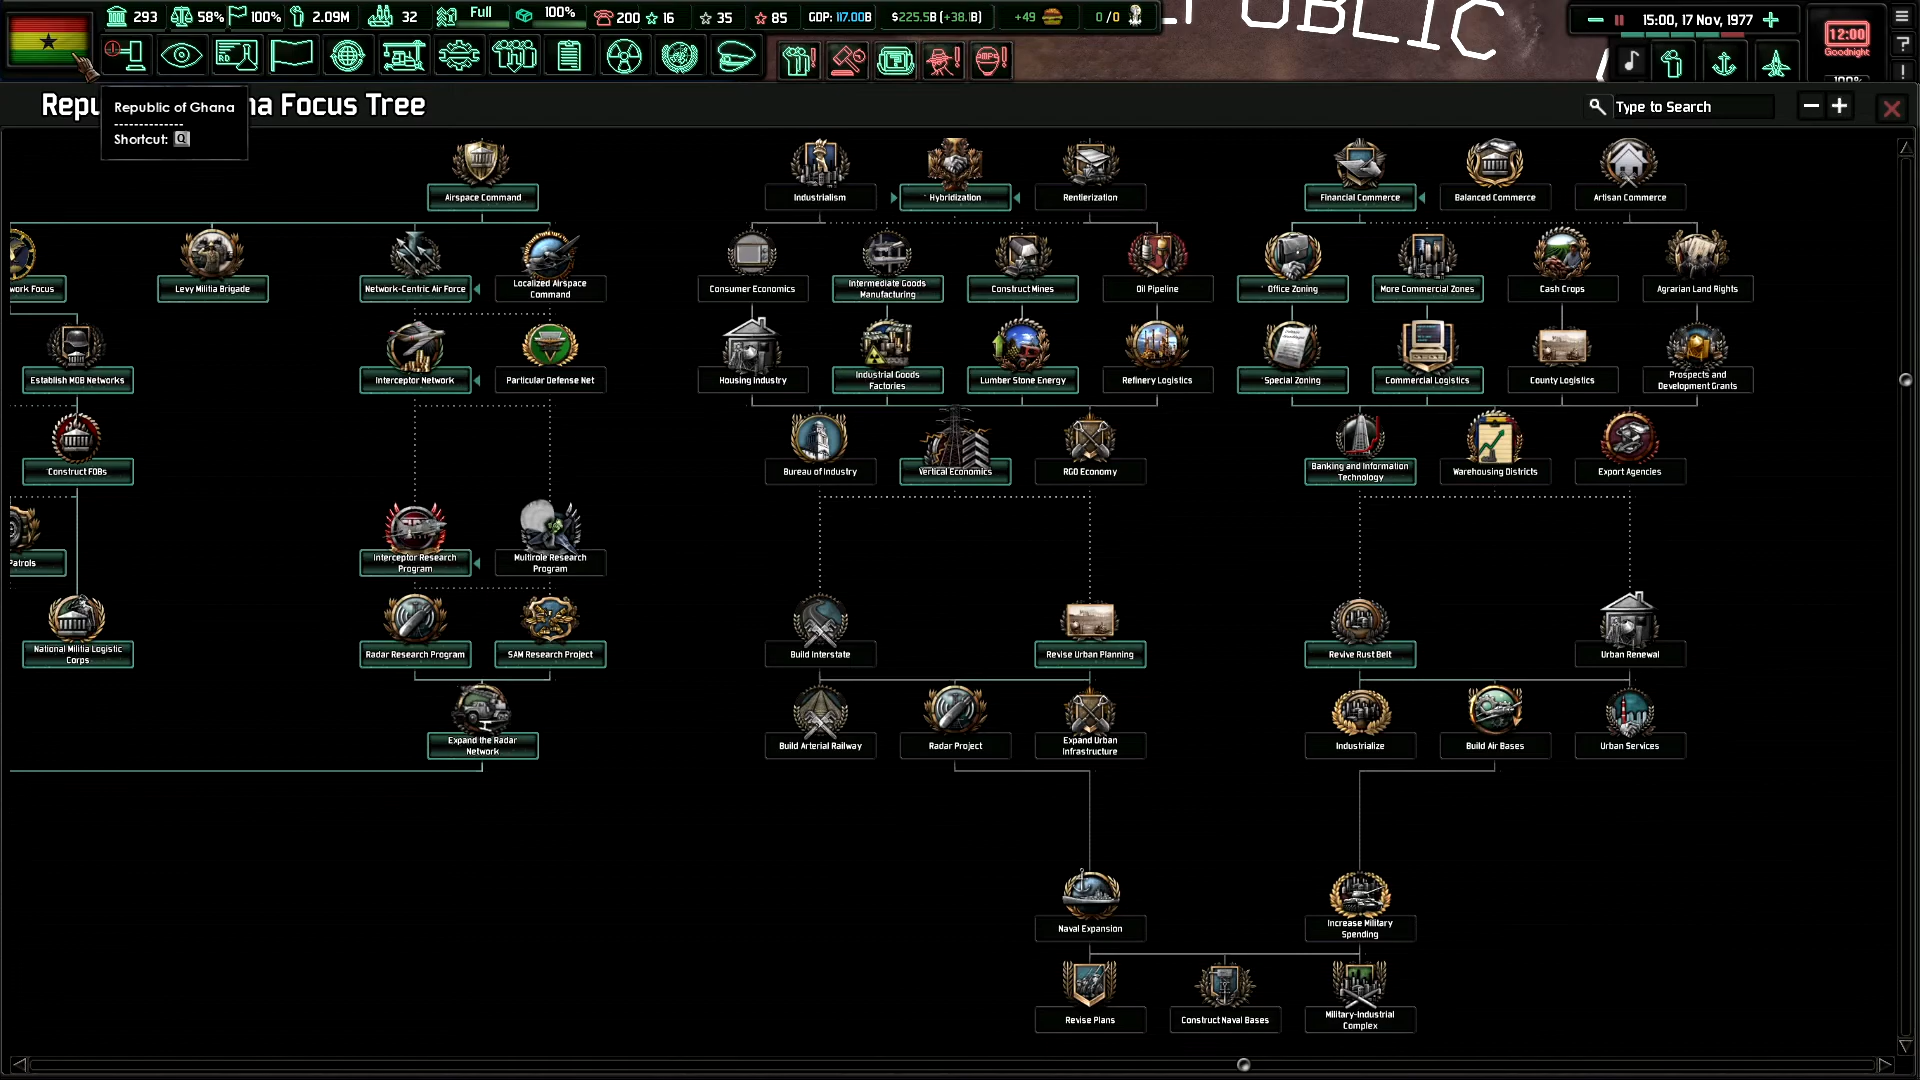 293
58%
100%
2.09M
32
Full
100%
200
16
35
85
GDP: 117.00B
$225.5B (+38.1B)
+49
0 / 0
15:00, 17 Nov, 1977
12:00
Goodnight
100%
Republic of Ghana
Shortcut: Q
Repu
a Focus Tree
Type to Search
Airspace Command
Industrialism
Hybridization
Rentierization
Financial Commerce
Balanced Commerce
Artisan Commerce
work Focus
Levy Militia Brigade
Network-Centric Air Force
Localized Airspace
Command
Consumer Economics
Intermediate Goods
Manufacturing
Construct Mines
Oil Pipeline
Office Zoning
More Commercial Zones
Cash Crops
Agrarian Land Rights
Establish MOB Networks
Interceptor Network
Particular Defense Net
Housing Industry
Industrial Goods
Factories
Lumber Stone Energy
Refinery Logistics
Special Zoning
Commercial Logistics
County Logistics
Prospects and
Development Grants
Construct FOBs
Bureau of Industry
Vertical Economics
RGO Economy
Banking and Information
Technology
Warehousing Districts
Export Agencies
Patrols
Interceptor Research
Program
Multirole Research
Program
National Militia Logistic
Corps
Radar Research Program
SAM Research Project
Build Interstate
Revise Urban Planning
Revive Rust Belt
Urban Renewal
Expand the Radar
Network
Build Arterial Railway
Radar Project
Expand Urban
Infrastructure
Industrialize
Build Air Bases
Urban Services
Naval Expansion
Increase Military
Spending
Revise Plans
Construct Naval Bases
Military-Industrial
Complex